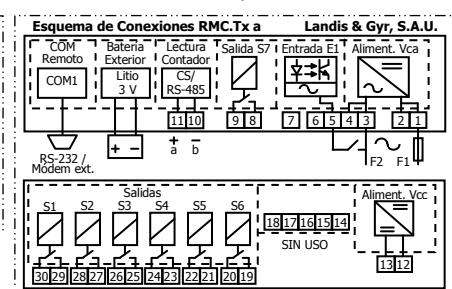 Esquema de Conexiones RMC.Tx a Landis & Gyr, S.A.U.
COM Remoto
Bateria Exterior
Lectura Contador
Salida S7
Entrada E1
Aliment. Vca
COM1
Litio 3 V
CS/ RS-485
11 10 9 8 7 6 5 4 3 2 1
+ -
+ -
a b
RS-232 / Módem ext.
F2 F1
Salidas
S1 S2 S3 S4 S5 S6
Aliment. Vcc
18 17 16 15 14
SIN USO
30 29 28 27 26 25 24 23 22 21 20 19
13 12